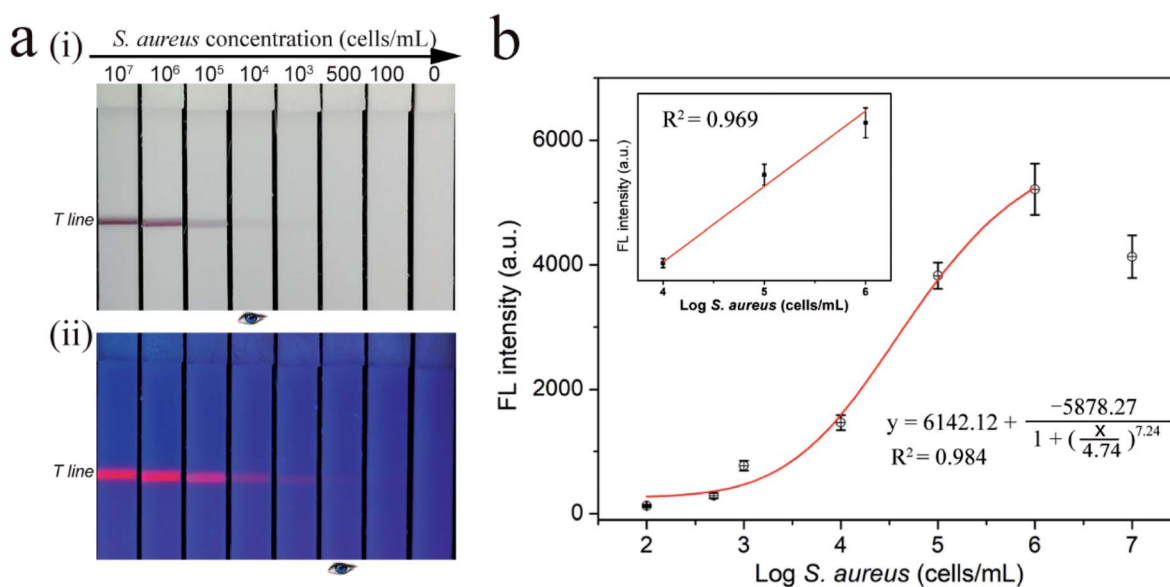 a (i)
S. aureus concentration (cells/mL)
10⁷ 10⁶ 10⁵ 10⁴ 10³ 500 100 0
T line
(ii)
T line
b
FL intensity (a.u.)
6000
4000
2000
0
R² = 0.969
FL intensity (a.u.)
4 5 6
Log S. aureus (cells/mL)
y = 6142.12 + −5878.27 / 1 + (x / 4.74)^7.24
R² = 0.984
2 3 4 5 6 7
Log S. aureus (cells/mL)